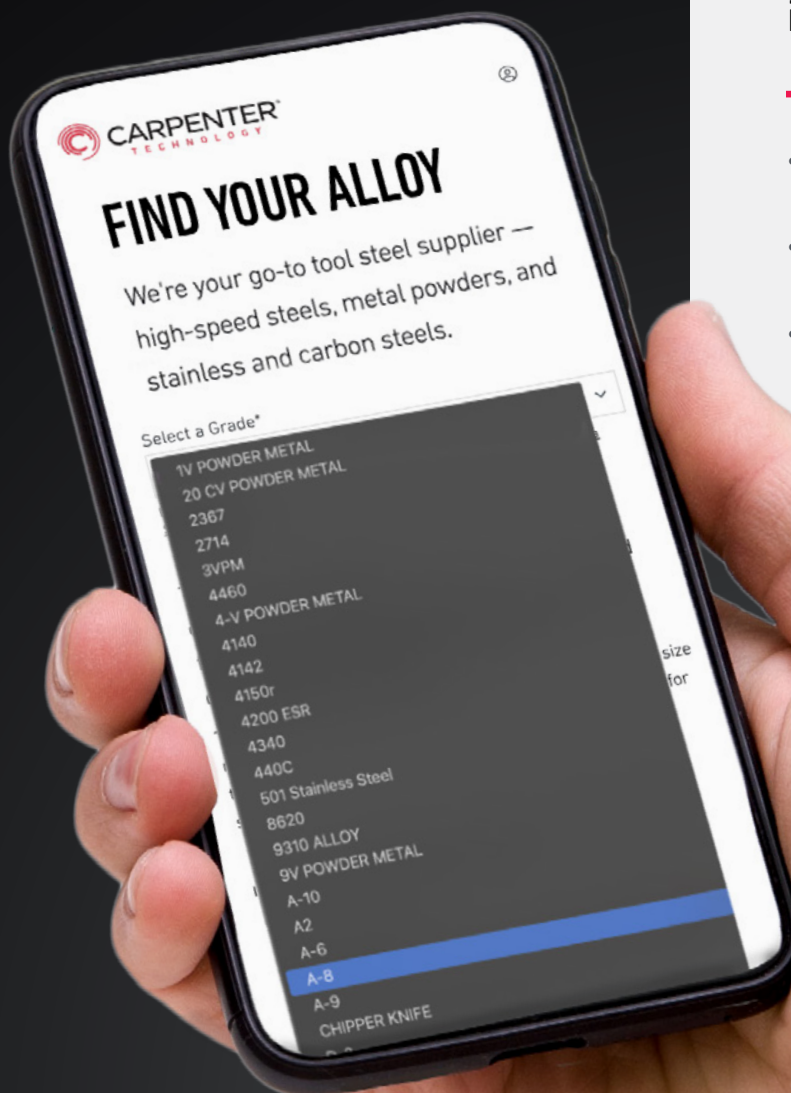 CARPENTER
TECHNOLOGY
FIND YOUR ALLOY
We're your go-to tool steel supplier —
high-speed steels, metal powders, and
stainless and carbon steels.
Select a Grade*
1V POWDER METAL
20 CV POWDER METAL
2367
2714
3VPM
4460
4-V POWDER METAL
4140
4142
4150r
4200 ESR
4340
440C
501 Stainless Steel
8620
9310 ALLOY
9V POWDER METAL
A-10
A2
A-6
A-8
A-9
CHIPPER KNIFE
size
for